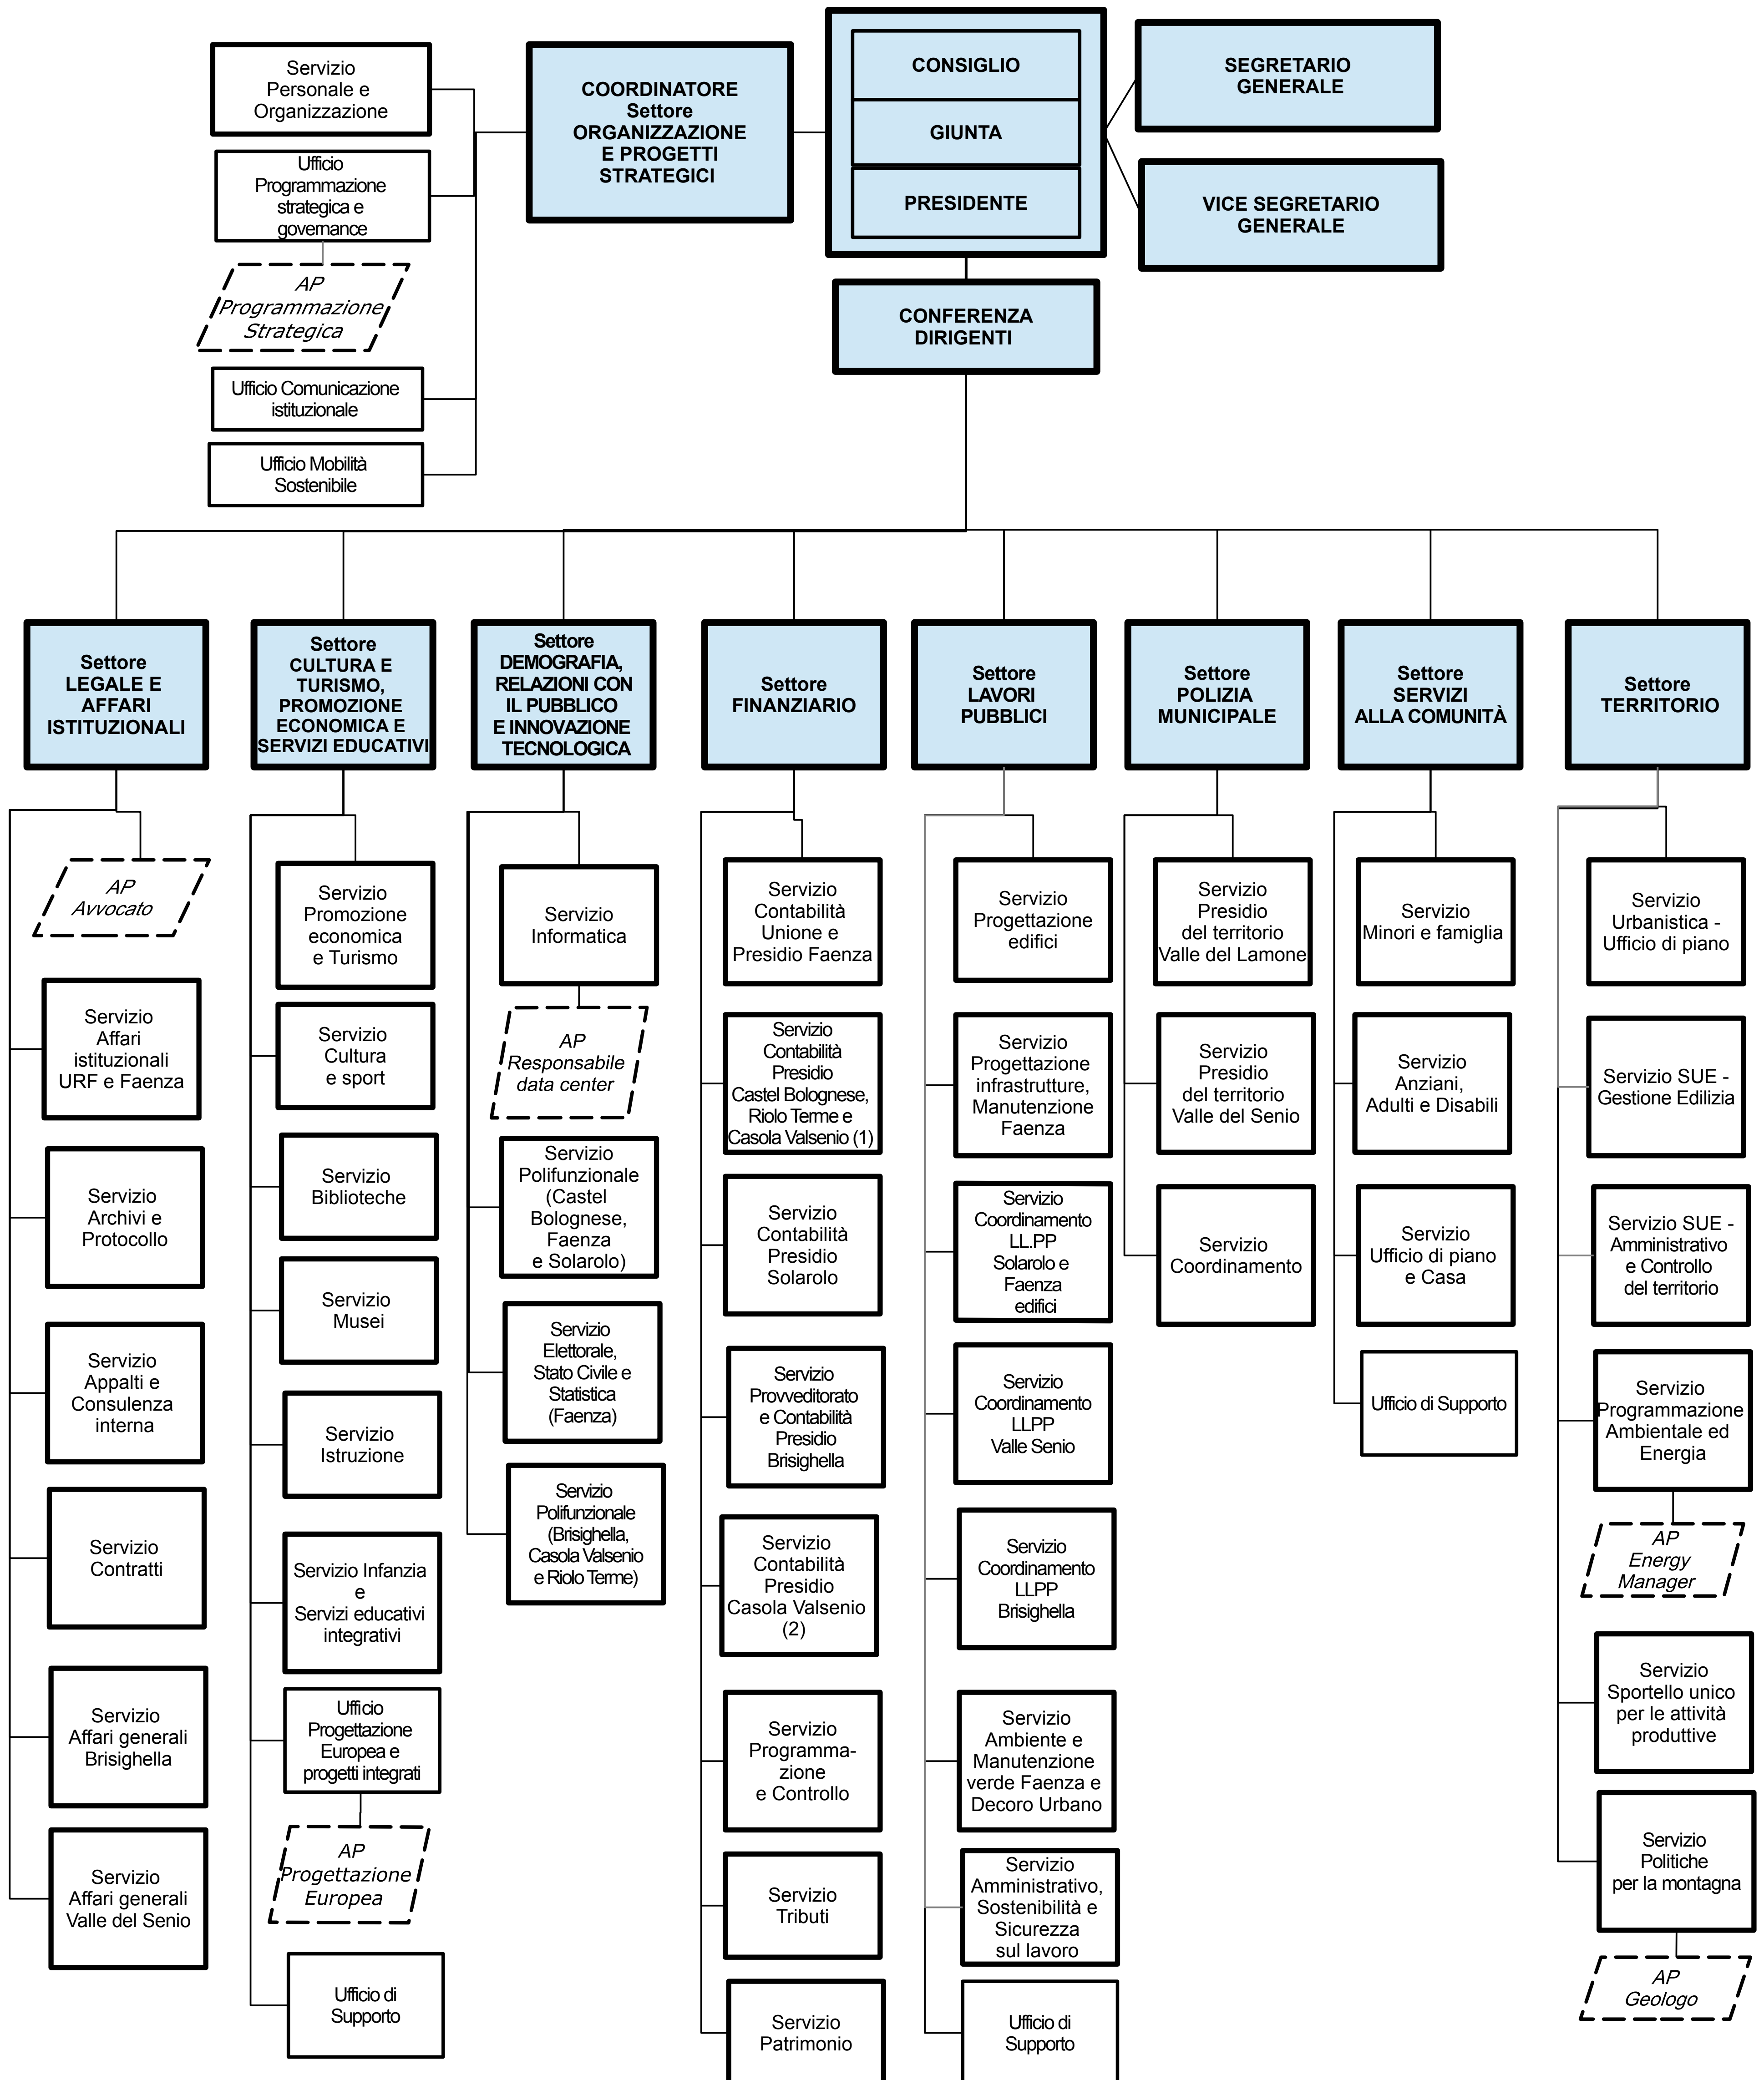 Servizio
Personale e
Organizzazione
Ufficio
Programmazione
strategica e
governance
AP
Programmazione
Strategica
Ufficio Comunicazione
istituzionale
Ufficio Mobilità
Sostenibile
COORDINATORE
Settore
ORGANIZZAZIONE
E PROGETTI
STRATEGICI
CONSIGLIO
GIUNTA
PRESIDENTE
SEGRETARIO
GENERALE
VICE SEGRETARIO
GENERALE
CONFERENZA
DIRIGENTI
Settore
LEGALE E
AFFARI
ISTITUZIONALI
AP
Avvocato
Servizio
Affari
istituzionali
URF e Faenza
Servizio
Archivi e
Protocollo
Servizio
Appalti e
Consulenza
interna
Servizio
Contratti
Servizio
Affari generali
Brisighella
Servizio
Affari generali
Valle del Senio
Settore
CULTURA E
TURISMO,
PROMOZIONE
ECONOMICA E
SERVIZI EDUCATIVI
Servizio
Promozione
economica
e Turismo
Servizio
Cultura
e sport
Servizio
Biblioteche
Servizio
Musei
Servizio
Istruzione
Servizio Infanzia
e
Servizi educativi
integrativi
Ufficio
Progettazione
Europea e
progetti integrati
AP
Progettazione
Europea
Ufficio di
Supporto
Settore
DEMOGRAFIA,
RELAZIONI CON
IL PUBBLICO
E INNOVAZIONE
TECNOLOGICA
Servizio
Informatica
AP
Responsabile
data center
Servizio
Polifunzionale
(Castel
Bolognese,
Faenza
e Solarolo)
Servizio
Elettorale,
Stato Civile e
Statistica
(Faenza)
Servizio
Polifunzionale
(Brisighella,
Casola Valsenio
e Riolo Terme)
Settore
FINANZIARIO
Servizio
Contabilità
Unione e
Presidio Faenza
Servizio
Contabilità
Presidio
Castel Bolognese,
Riolo Terme e
Casola Valsenio (1)
Servizio
Contabilità
Presidio
Solarolo
Servizio
Provveditorato
e Contabilità
Presidio
Brisighella
Servizio
Contabilità
Presidio
Casola Valsenio
(2)
Servizio
Programma-
zione
e Controllo
Servizio
Tributi
Servizio
Patrimonio
Settore
LAVORI
PUBBLICI
Servizio
Progettazione
edifici
Servizio
Progettazione
infrastrutture,
Manutenzione
Faenza
Servizio
Coordinamento
LL.PP
Solarolo e
Faenza
edifici
Servizio
Coordinamento
LLPP
Valle Senio
Servizio
Coordinamento
LLPP
Brisighella
Servizio
Ambiente e
Manutenzione
verde Faenza e
Decoro Urbano
Servizio
Amministrativo,
Sostenibilità e
Sicurezza
sul lavoro
Ufficio di
Supporto
Settore
POLIZIA
MUNICIPALE
Servizio
Presidio
del territorio
Valle del Lamone
Servizio
Presidio
del territorio
Valle del Senio
Servizio
Coordinamento
Settore
SERVIZI
ALLA COMUNITÀ
Servizio
Minori e famiglia
Servizio
Anziani,
Adulti e Disabili
Servizio
Ufficio di piano
e Casa
Ufficio di Supporto
Settore
TERRITORIO
Servizio
Urbanistica -
Ufficio di piano
Servizio SUE -
Gestione Edilizia
Servizio SUE -
Amministrativo
e Controllo
del territorio
Servizio
Programmazione
Ambientale ed
Energia
AP
Energy
Manager
Servizio
Sportello unico
per le attività
produttive
Servizio
Politiche
per la montagna
AP
Geologo